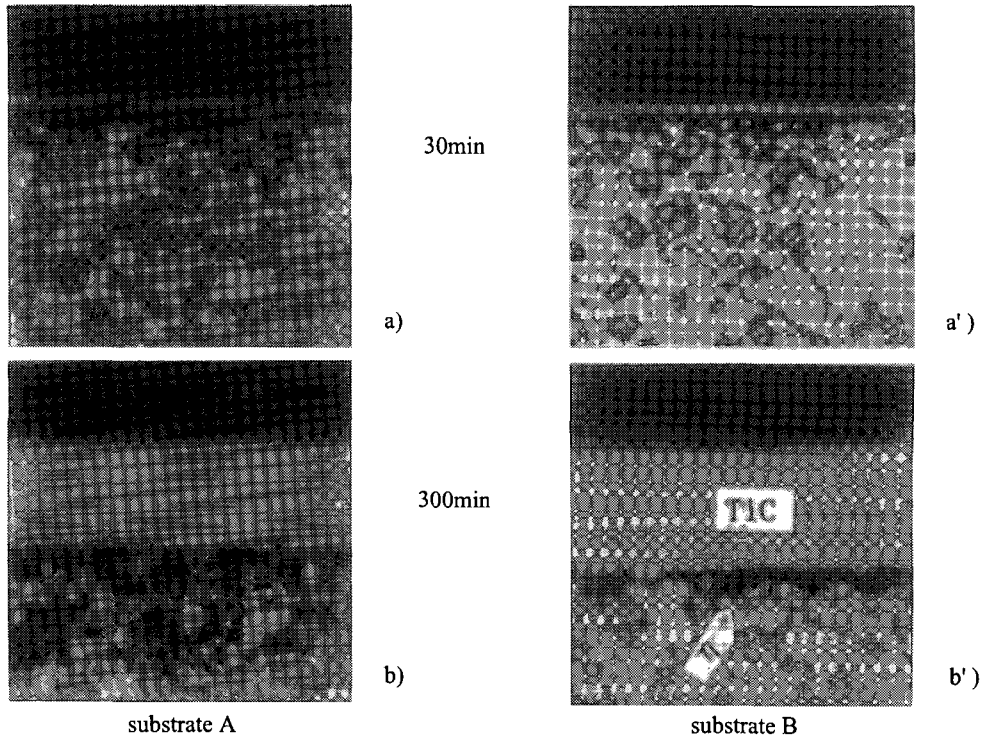 30min
a)
a' )
300min
TiC
η
b)
b' )
substrate A
substrate B